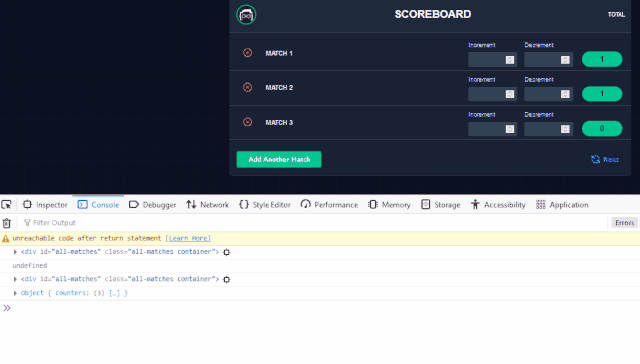 SCOREBOARD
TOTAL
Increment
Decrement
MATCH 1
1
Increment
Decrement
MATCH 2
1
Increment
Decrement
MATCH 3
0
Add Another Match
Reset
Inspector
Console
Debugger
Network
Style Editor
Performance
Memory
Storage
Accessibility
Application
Filter Output
Errors
unreachable code after return statement [Learn More]
<div id="all-matches" class="all-matches container">
undefined
<div id="all-matches" class="all-matches container">
Object { counters: (3) […] }